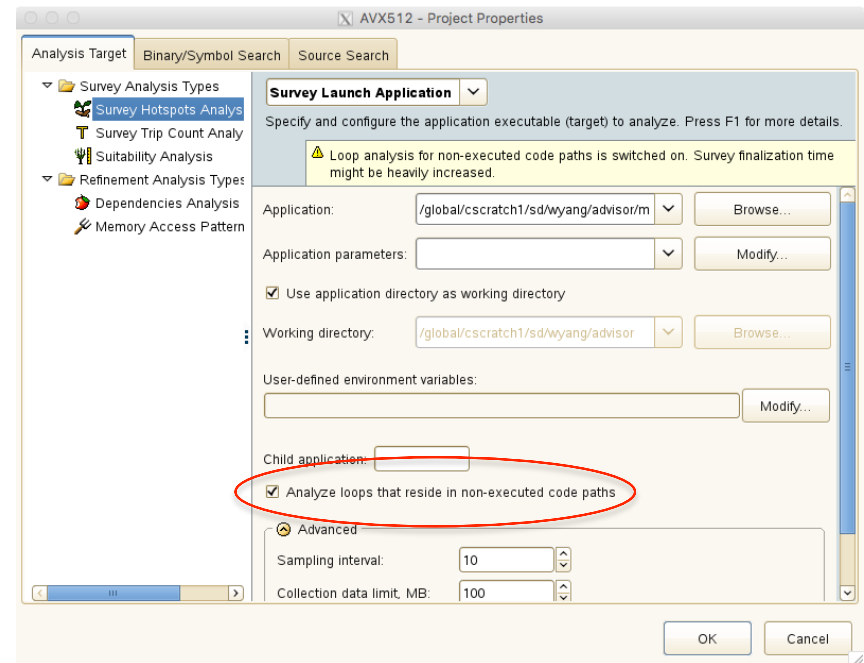 AVX512 - Project Properties
Analysis Target
Binary/Symbol Search
Source Search
Survey Analysis Types
Survey Hotspots Analys
Survey Trip Count Analy
Suitability Analysis
Refinement Analysis Types
Dependencies Analysis
Memory Access Pattern
Survey Launch Application
Specify and configure the application executable (target) to analyze. Press F1 for more details.
Loop analysis for non-executed code paths is switched on. Survey finalization time
might be heavily increased.
Application: /global/cscratch1/sd/wyang/advisor/m Browse...
Application parameters: Modify...
Use application directory as working directory
Working directory: /global/cscratch1/sd/wyang/advisor Browse...
User-defined environment variables:
Modify...
Child application:
Analyze loops that reside in non-executed code paths
Advanced
Sampling interval: 10
Collection data limit, MB: 100
OK Cancel